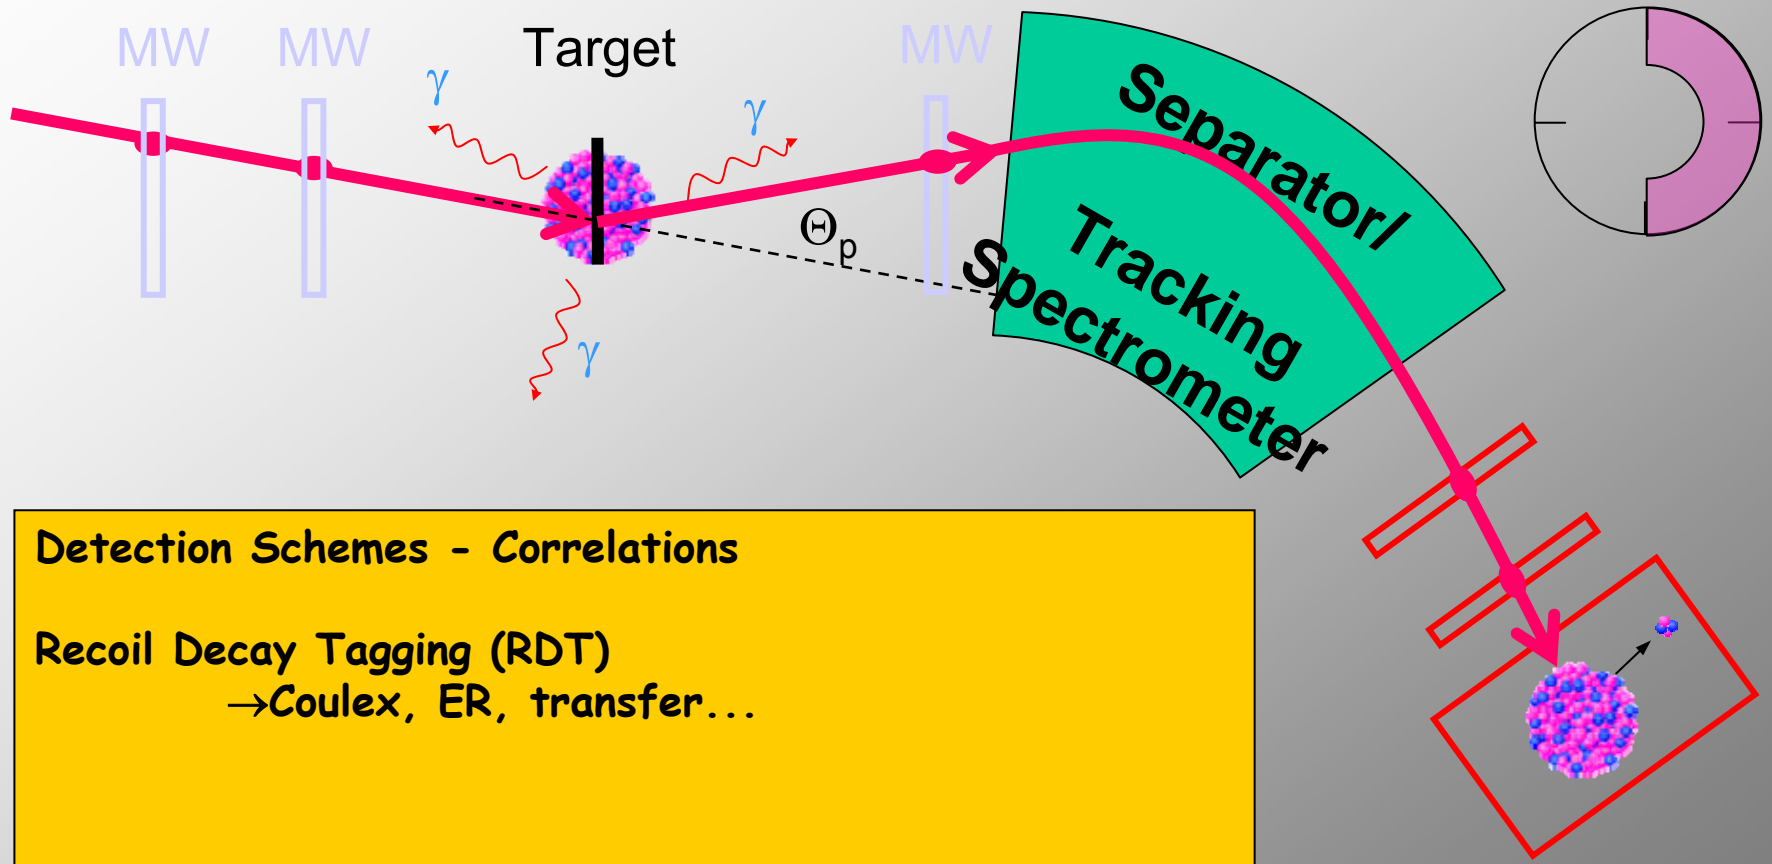 MW
MW
Target
MW
γ
γ
γ
Θp
Separator/
Tracking
Spectrometer
Detection Schemes - Correlations
Recoil Decay Tagging (RDT)
→Coulex, ER, transfer...